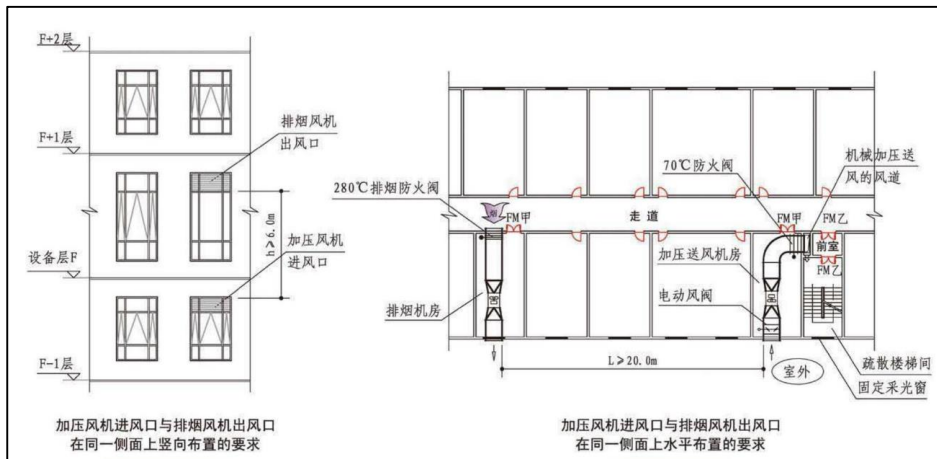 F+2层
F+1层
设备层F
F-1层
排烟风机
出风口
h≥6.0m
加压风机
进风口
加压风机进风口与排烟风机出风口
在同一侧面上竖向布置的要求
280℃排烟防火阀
烟
FM甲
走道
70℃防火阀
机械加压送
风的风道
FM甲
FM乙
前室
FM乙
加压送风机房
电动风阀
排烟机房
L≥20.0m
室外
疏散楼梯间
固定采光窗
加压风机进风口与排烟风机出风口
在同一侧面上水平布置的要求